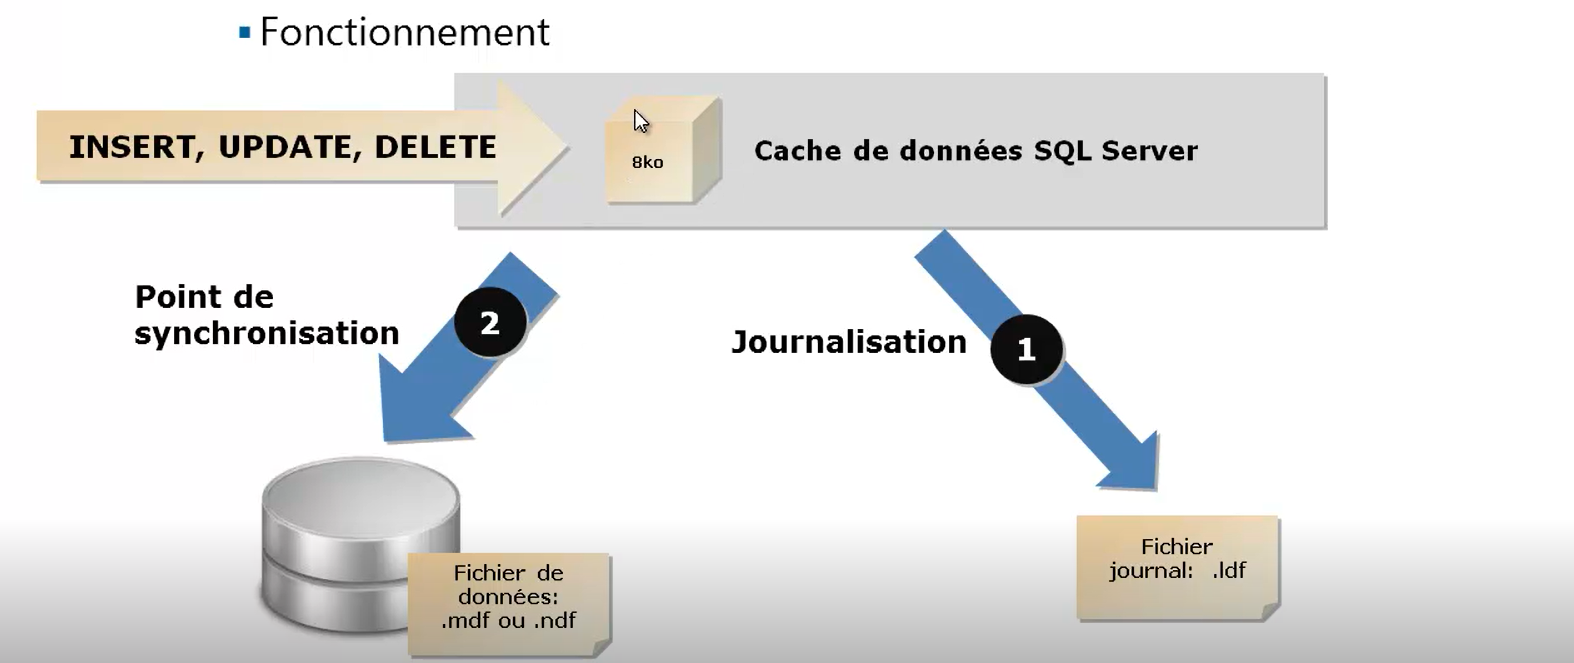 Fonctionnement
INSERT, UPDATE, DELETE
8ko
Cache de données SQL Server
Point de
synchronisation
2
Journalisation
1
Fichier de
données:
.mdf ou .ndf
Fichier
journal: .ldf